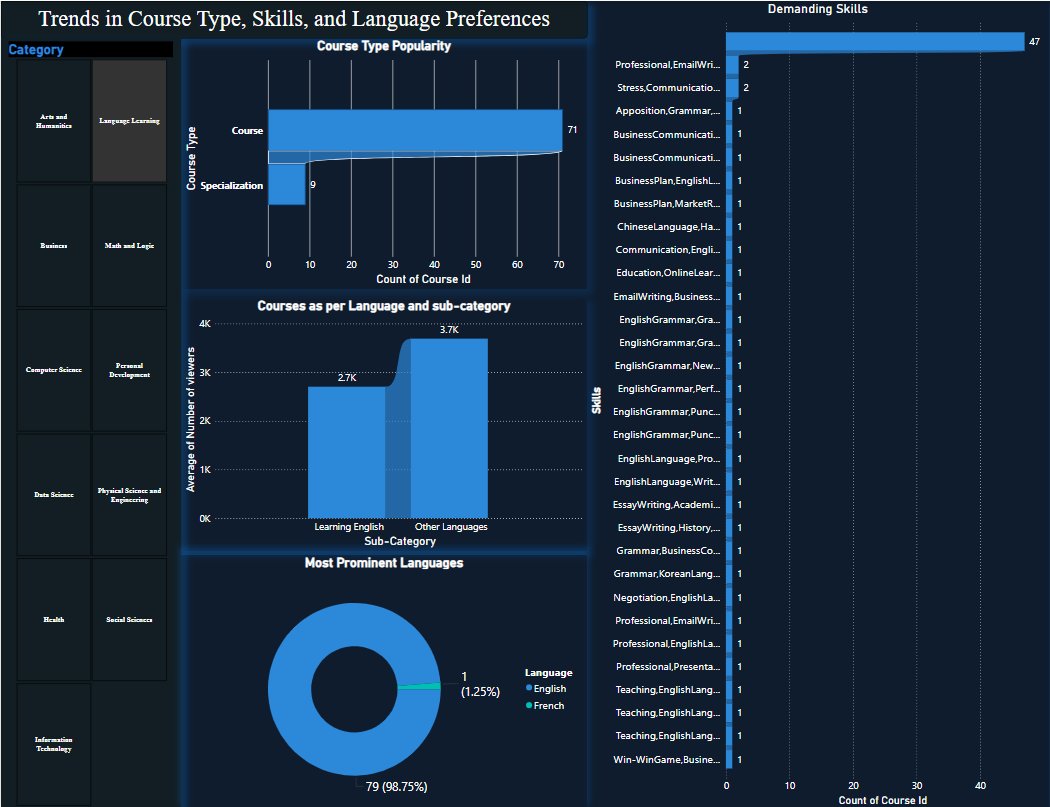 Trends in Course Type, Skills, and Language Preferences
Category
Arts and
Humanities
Language Learning
Business
Math and Logic
Computer Science
Personal
Development
Data Science
Physical Science and
Engineering
Health
Social Sciences
Information
Technology
Course Type Popularity
Course Type
Course
71
Specialization
9
0 10 20 30 40 50 60 70
Count of Course Id
Courses as per Language and sub-category
Average of Number of viewers
4K
3K
2K
1K
0K
2.7K
3.7K
Learning English
Other Languages
Sub-Category
Most Prominent Languages
1
(1.25%)
79 (98.75%)
Language
English
French
Demanding Skills
Skills
47
Professional,EmailWri... 2
Stress,Communicatio... 2
Apposition,Grammar,... 1
BusinessCommunicati... 1
BusinessCommunicati... 1
BusinessPlan,EnglishL... 1
BusinessPlan,MarketR... 1
ChineseLanguage,Ha... 1
Communication,Engli... 1
Education,OnlineLear... 1
EmailWriting,Business... 1
EnglishGrammar,Gra... 1
EnglishGrammar,Gra... 1
EnglishGrammar,New... 1
EnglishGrammar,Perf... 1
EnglishGrammar,Punc... 1
EnglishGrammar,Punc... 1
EnglishLanguage,Pro... 1
EnglishLanguage,Writ... 1
EssayWriting,Academi... 1
EssayWriting,History,... 1
Grammar,BusinessCo... 1
Grammar,KoreanLang... 1
Negotiation,EnglishLa... 1
Professional,EmailWri... 1
Professional,EnglishLa... 1
Professional,Presenta... 1
Teaching,EnglishLang... 1
Teaching,EnglishLang... 1
Teaching,EnglishLang... 1
Win-WinGame,Busine... 1
0 10 20 30 40
Count of Course Id